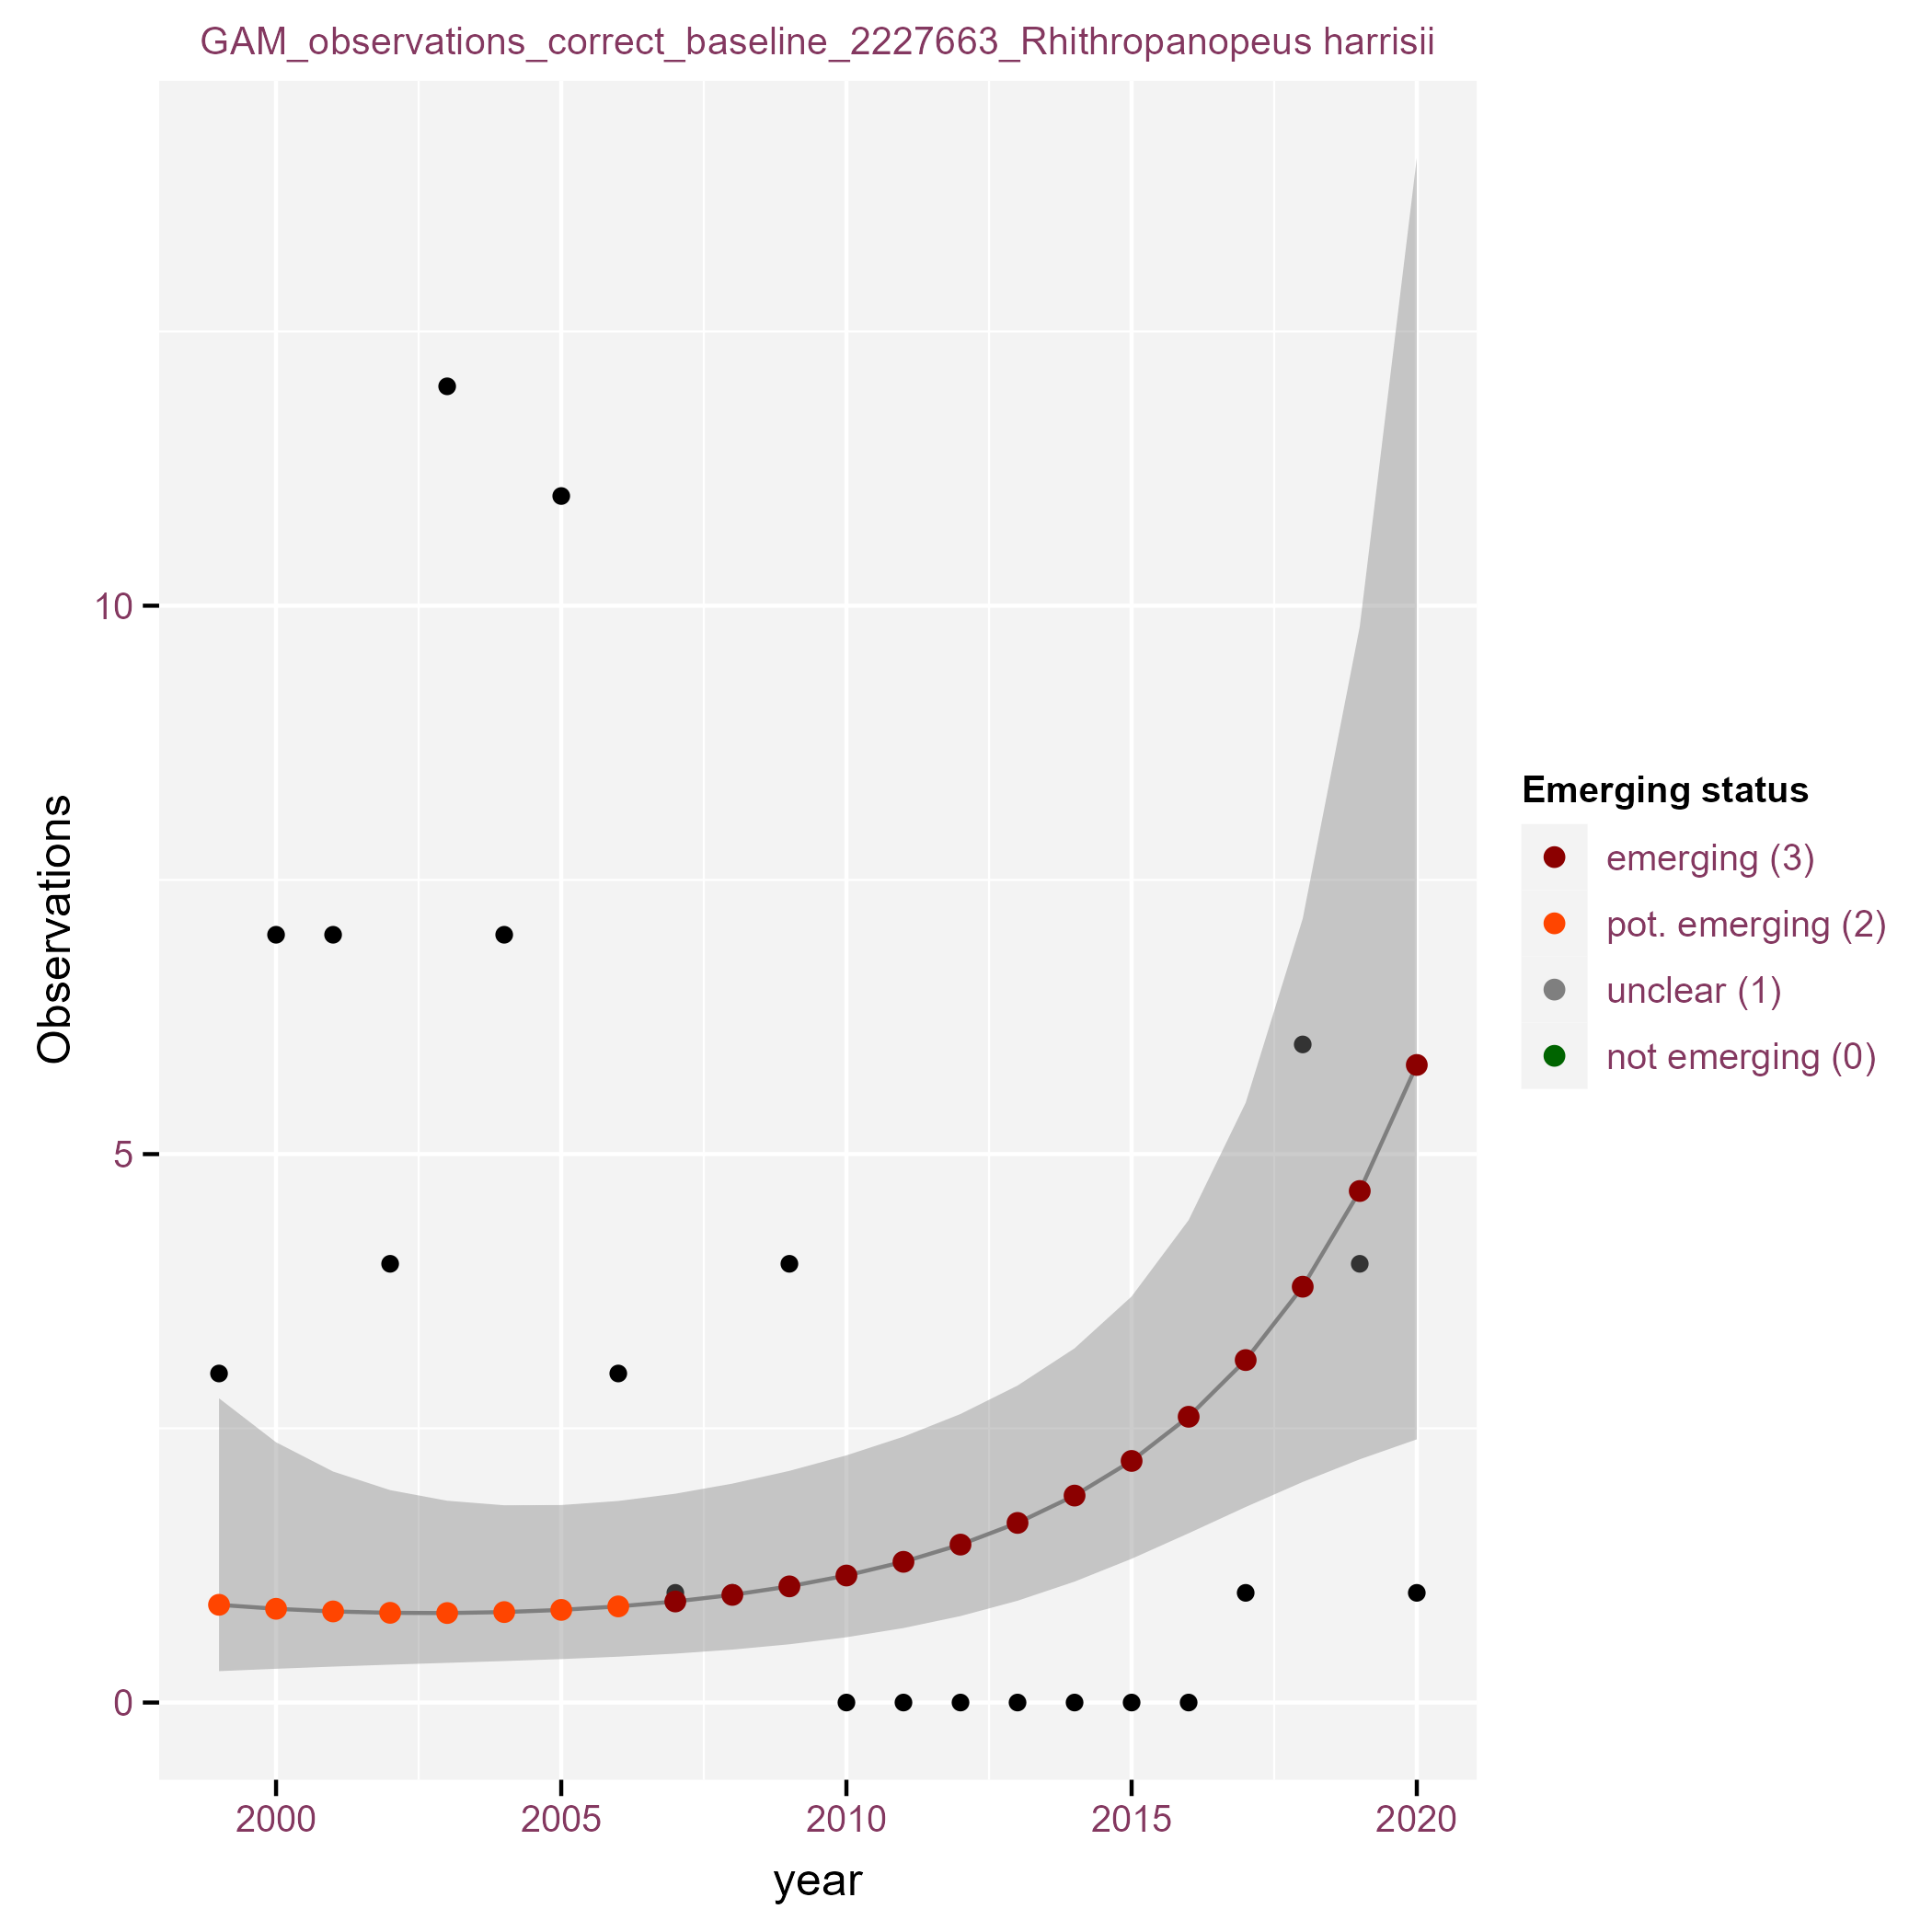 GAM_observations_correct_baseline_2227663_Rhithropanopeus harrisii
Observations
10
5
0
2000
2005
2010
2015
2020
year
Emerging status
emerging (3)
pot. emerging (2)
unclear (1)
not emerging (0)